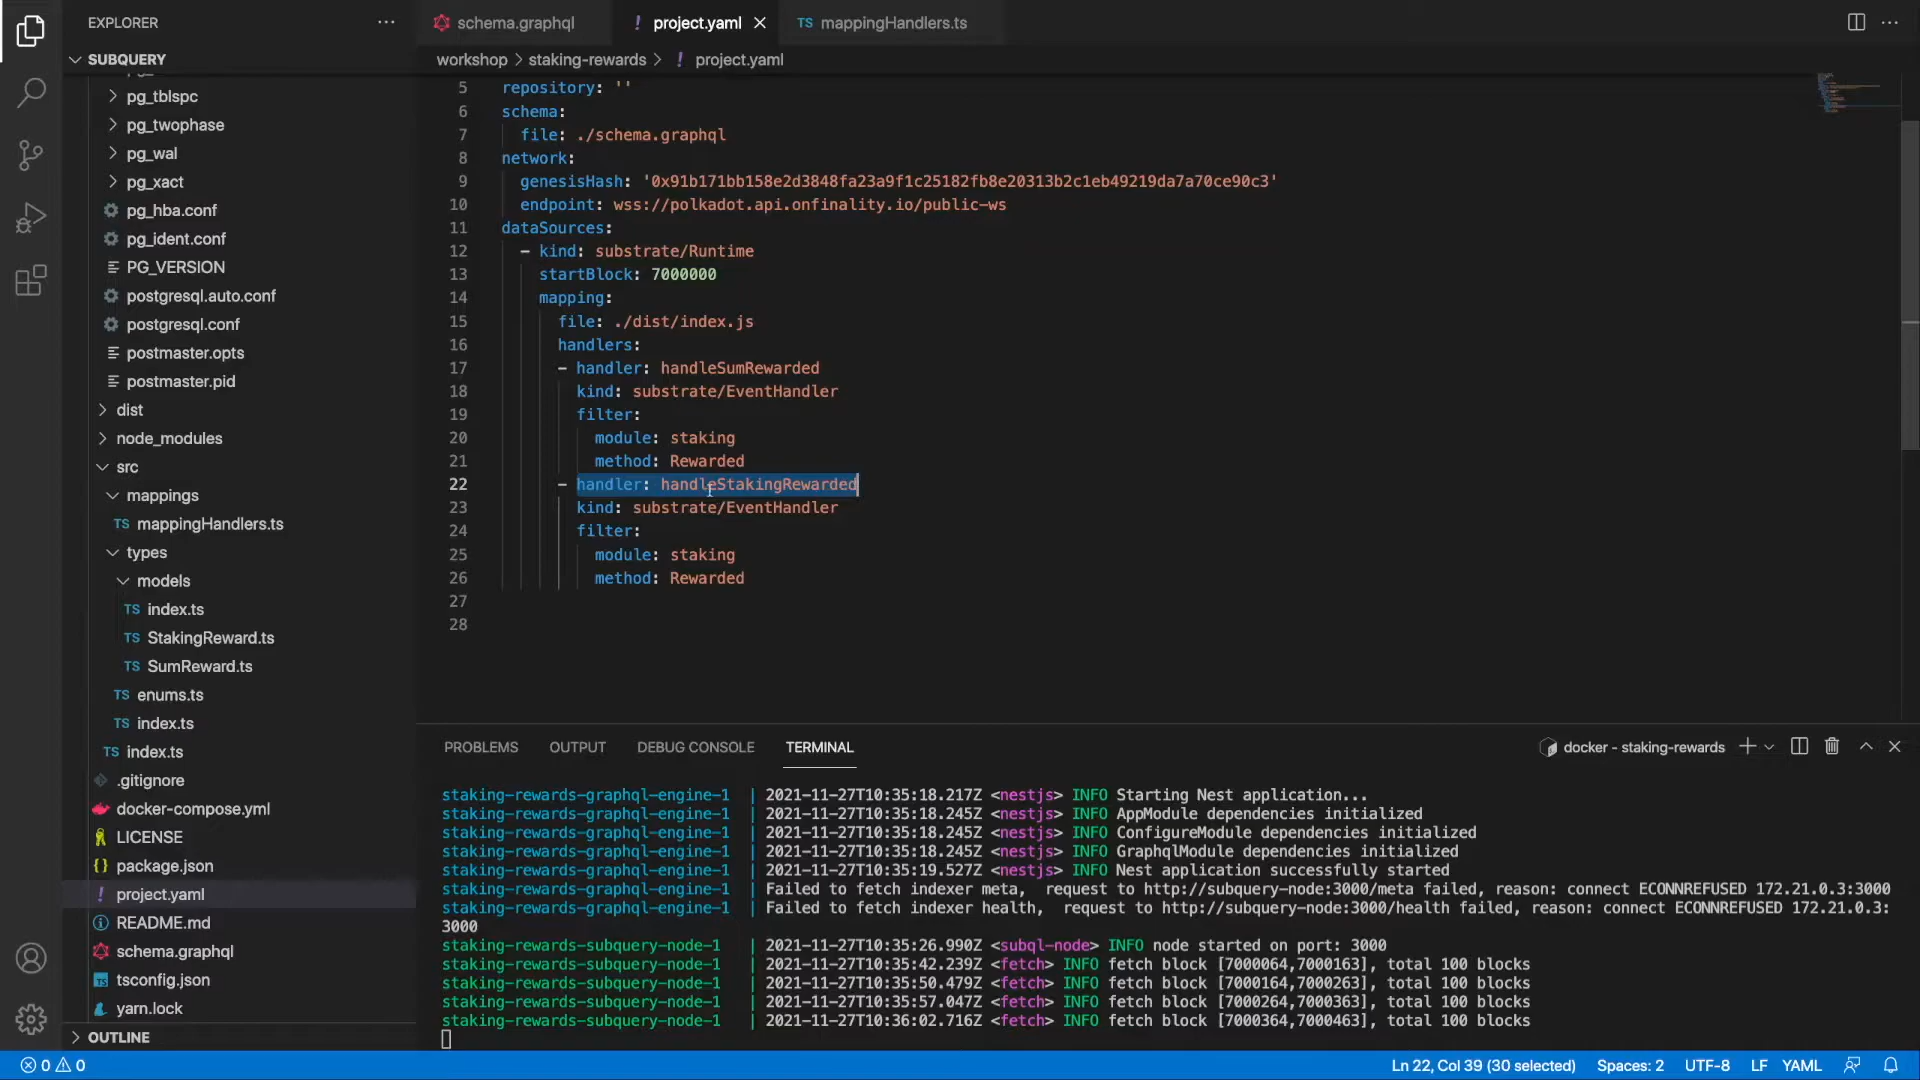 EXPLORER
SUBQUERY
pg_tblspc
pg_twophase
pg_wal
pg_xact
pg_hba.conf
pg_ident.conf
PG_VERSION
postgresql.auto.conf
postgresql.conf
postmaster.opts
postmaster.pid
dist
node_modules
src
mappings
TS mappingHandlers.ts
types
models
TS index.ts
TS StakingReward.ts
TS SumReward.ts
TS enums.ts
TS index.ts
TS index.ts
.gitignore
docker-compose.yml
LICENSE
{} package.json
! project.yaml
README.md
schema.graphql
tsconfig.json
yarn.lock
OUTLINE
schema.graphql ! project.yaml TS mappingHandlers.ts
workshop > staking-rewards > ! project.yaml
5 repository: ''
6 schema:
7 file: ./schema.graphql
8 network:
9 genesisHash: '0x91b171bb158e2d3848fa23a9f1c25182fb8e20313b2c1eb49219da7a70ce90c3'
10 endpoint: wss://polkadot.api.onfinality.io/public-ws
11 dataSources:
12 - kind: substrate/Runtime
13 startBlock: 7000000
14 mapping:
15 file: ./dist/index.js
16 handlers:
17 - handler: handleSumRewarded
18 kind: substrate/EventHandler
19 filter:
20 module: staking
21 method: Rewarded
22 - handler: handleStakingRewarded
23 kind: substrate/EventHandler
24 filter:
25 module: staking
26 method: Rewarded
27
28
PROBLEMS OUTPUT DEBUG CONSOLE TERMINAL docker - staking-rewards
staking-rewards-graphql-engine-1 | 2021-11-27T10:35:18.217Z <nestjs> INFO Starting Nest application...
staking-rewards-graphql-engine-1 | 2021-11-27T10:35:18.245Z <nestjs> INFO AppModule dependencies initialized
staking-rewards-graphql-engine-1 | 2021-11-27T10:35:18.245Z <nestjs> INFO ConfigureModule dependencies initialized
staking-rewards-graphql-engine-1 | 2021-11-27T10:35:18.245Z <nestjs> INFO GraphqlModule dependencies initialized
staking-rewards-graphql-engine-1 | 2021-11-27T10:35:19.527Z <nestjs> INFO Nest application successfully started
staking-rewards-graphql-engine-1 | Failed to fetch indexer meta, request to http://subquery-node:3000/meta failed, reason: connect ECONNREFUSED 172.21.0.3:3000
staking-rewards-graphql-engine-1 | Failed to fetch indexer health, request to http://subquery-node:3000/health failed, reason: connect ECONNREFUSED 172.21.0.3:
3000
staking-rewards-subquery-node-1 | 2021-11-27T10:35:26.990Z <subql-node> INFO node started on port: 3000
staking-rewards-subquery-node-1 | 2021-11-27T10:35:42.239Z <fetch> INFO fetch block [7000064,7000163], total 100 blocks
staking-rewards-subquery-node-1 | 2021-11-27T10:35:50.479Z <fetch> INFO fetch block [7000164,7000263], total 100 blocks
staking-rewards-subquery-node-1 | 2021-11-27T10:35:57.047Z <fetch> INFO fetch block [7000264,7000363], total 100 blocks
staking-rewards-subquery-node-1 | 2021-11-27T10:36:02.716Z <fetch> INFO fetch block [7000364,7000463], total 100 blocks
0 0 Ln 22, Col 39 (30 selected) Spaces: 2 UTF-8 LF YAML